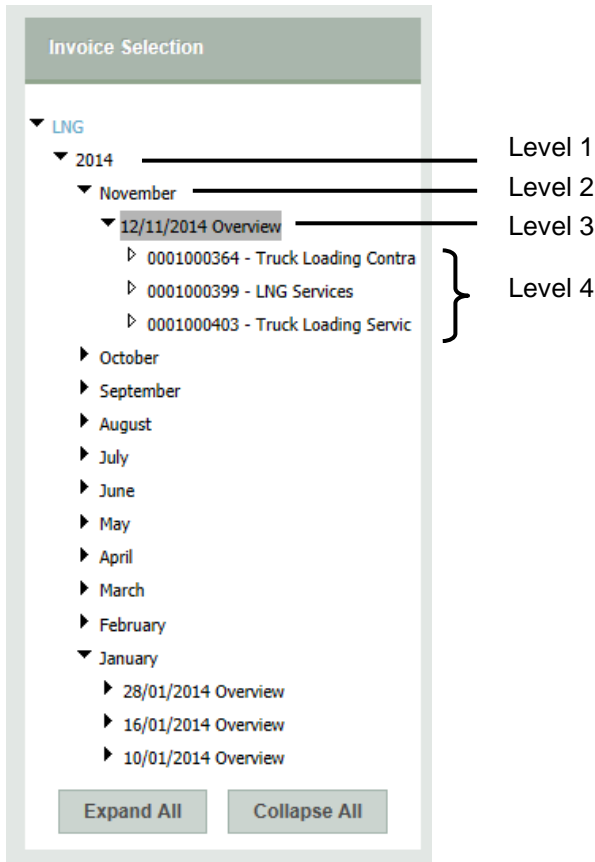 Invoice Selection
LNG
2014
Level 1
November
Level 2
12/11/2014 Overview
Level 3
0001000364 - Truck Loading Contra
0001000399 - LNG Services
Level 4
0001000403 - Truck Loading Servic
October
September
August
July
June
May
April
March
February
January
28/01/2014 Overview
16/01/2014 Overview
10/01/2014 Overview
Expand All
Collapse All